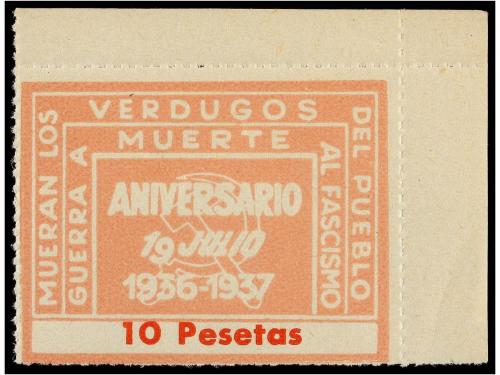 MUERAN LOS VERDUGOS DEL PUEBLO
GUERRA A MUERTE AL FASCISMO
ANIVERSARIO
19 JULIO
1936-1937
10 Pesetas